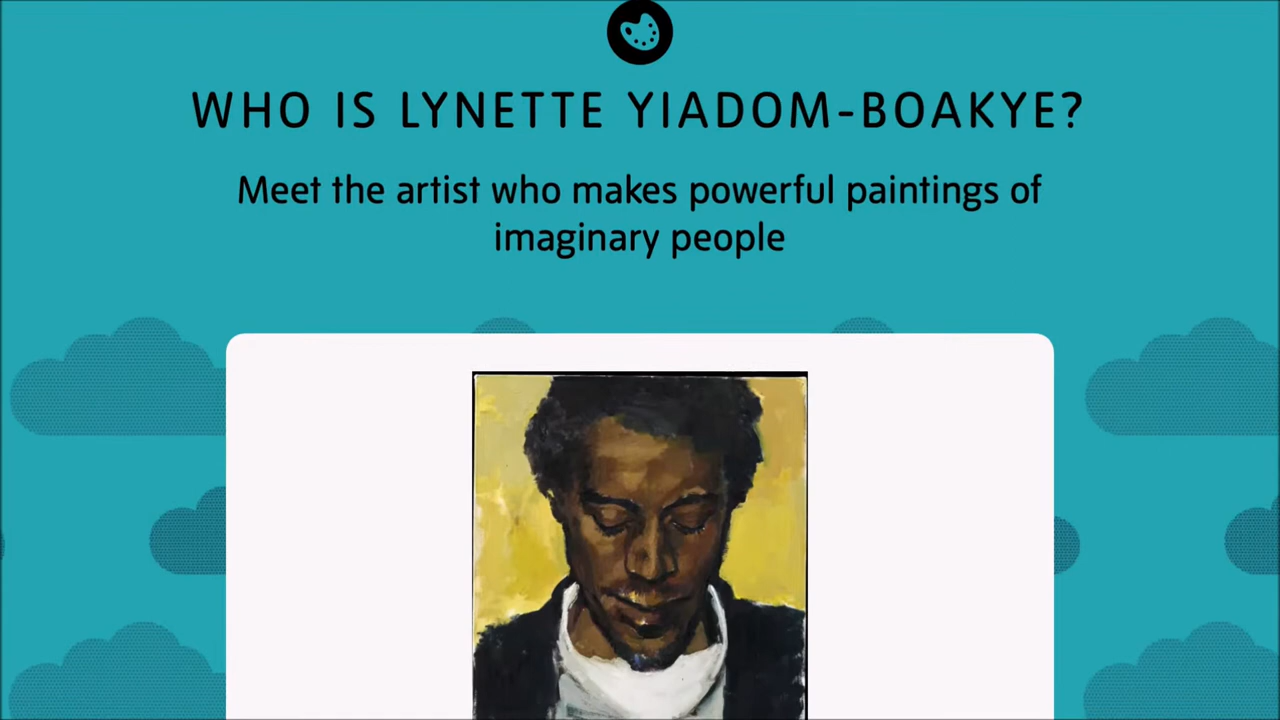 WHO IS LYNETTE YIADOM-BOAKYE?
Meet the artist who makes powerful paintings of
imaginary people